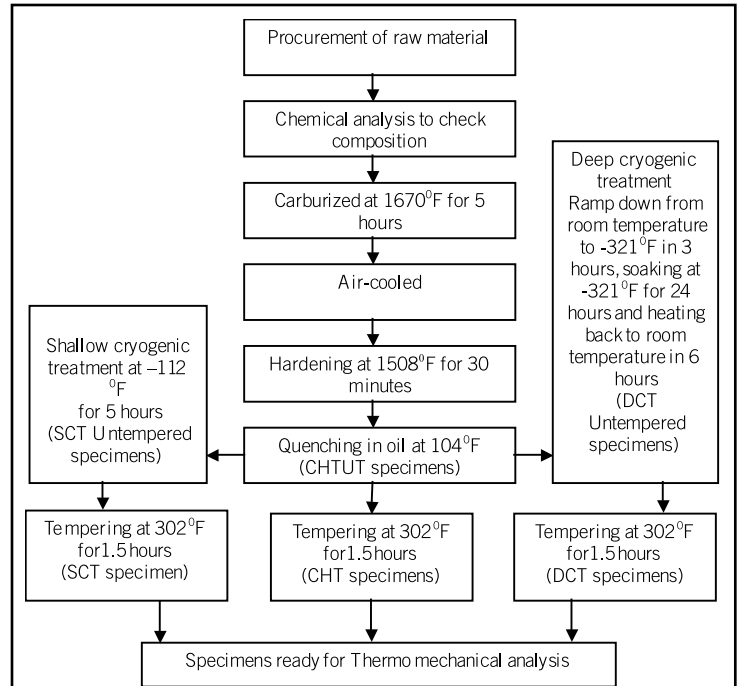 Procurement of raw material
Chemical analysis to check
composition
Carburized at 1670⁰F for 5
hours
Air-cooled
Hardening at 1508⁰F for 30
minutes
Quenching in oil at 104⁰F
(CHTUT specimens)
Shallow cryogenic
treatment at –112
⁰F
for 5 hours
(SCT Untempered
specimens)
Deep cryogenic
treatment
Ramp down from
room temperature
to -321⁰F in 3
hours, soaking at
-321⁰F for 24
hours and heating
back to room
temperature in 6
hours
(DCT
Untempered
specimens)
Tempering at 302⁰F
for1.5 hours
(SCT specimen)
Tempering at 302⁰F
for1.5 hours
(CHT specimens)
Tempering at 302⁰F
for1.5 hours
(DCT specimens)
Specimens ready for Thermo mechanical analysis